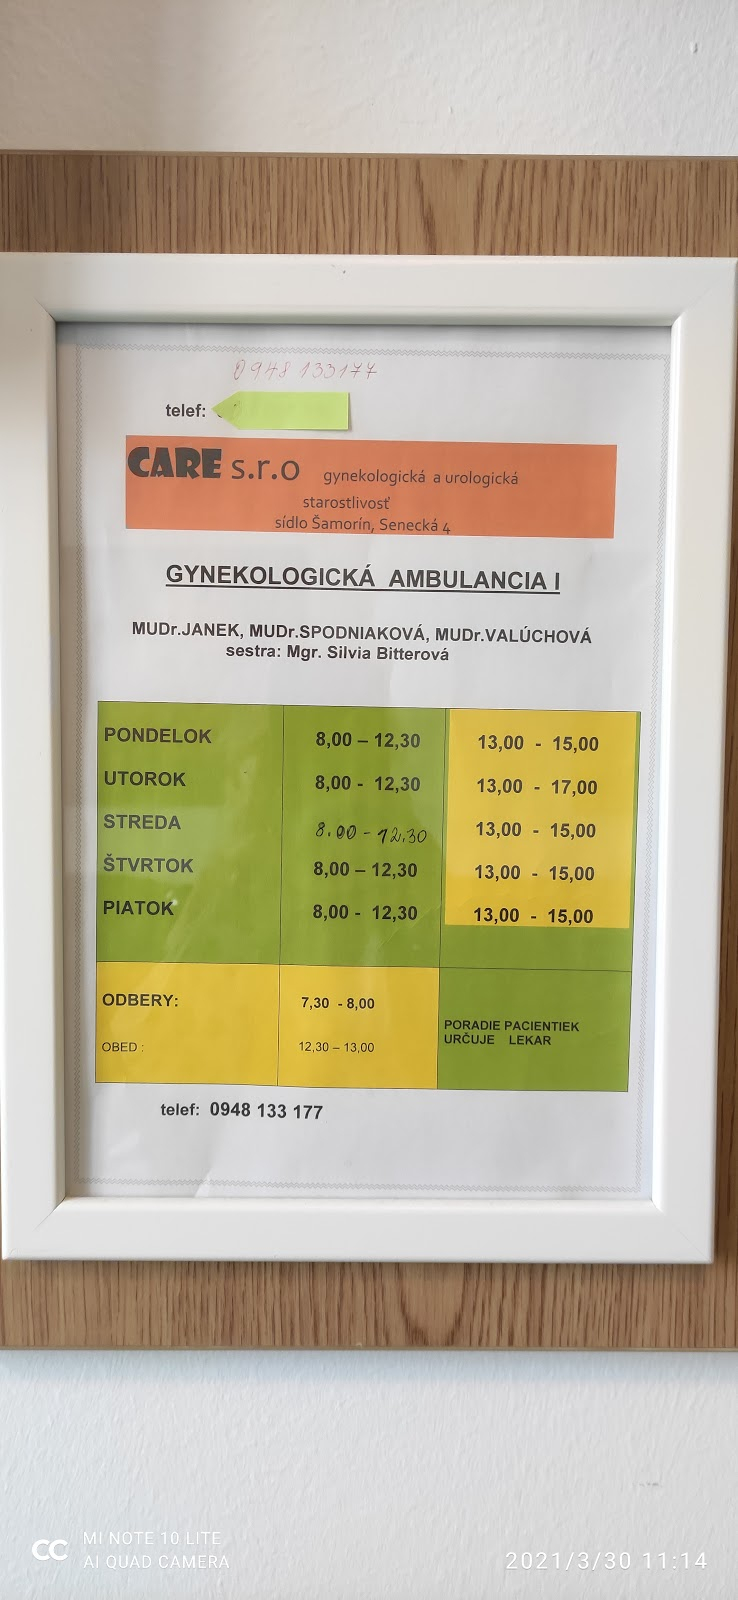 0948 133177
telef:
CARE s.r.o gynekologická a urologická
starostlivosť
sídlo Šamorín, Senecká 4
GYNEKOLOGICKÁ AMBULANCIA I
MUDr.JANEK, MUDr.SPODNIAKOVÁ, MUDr.VALÚCHOVÁ
sestra: Mgr. Silvia Bitterová
PONDELOK 8,00 – 12,30 13,00 - 15,00
UTOROK 8,00 - 12,30 13,00 - 17,00
STREDA 8.00 - 12.30 13,00 - 15,00
ŠTVRTOK 8,00 – 12,30 13,00 - 15,00
PIATOK 8,00 - 12,30 13,00 - 15,00
ODBERY: 7,30 - 8,00
OBED : 12,30 – 13,00
PORADIE PACIENTIEK
URČUJE LEKAR
telef: 0948 133 177
MI NOTE 10 LITE
AI QUAD CAMERA
2021/3/30 11:14